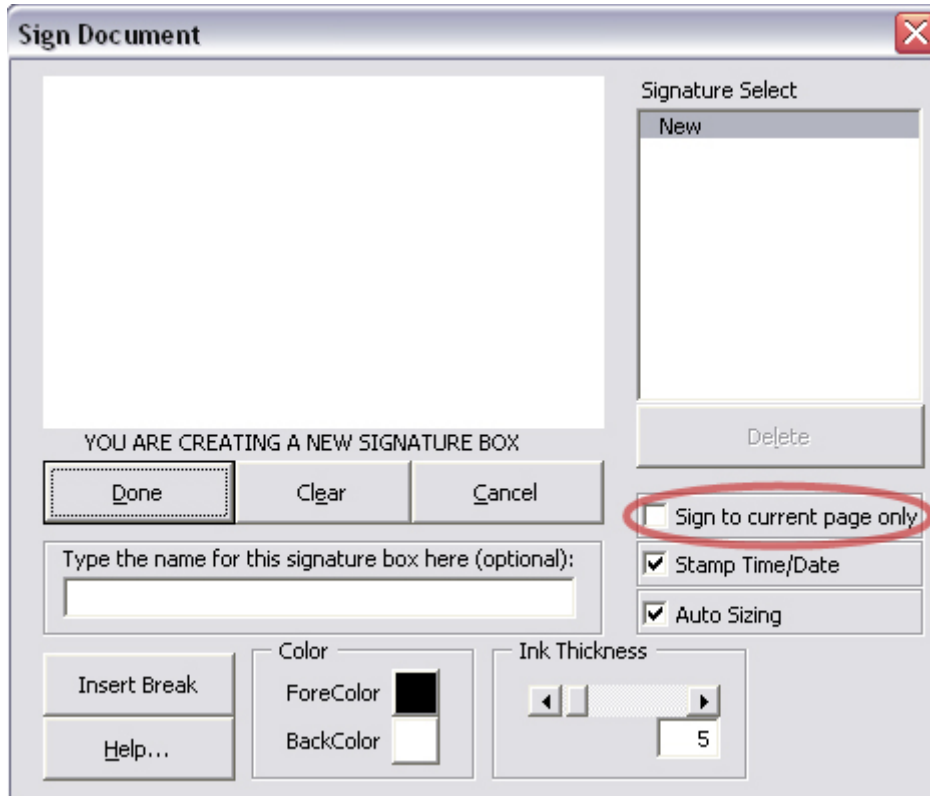 Sign Document
Signature Select
New
YOU ARE CREATING A NEW SIGNATURE BOX
Delete
Done
Clear
Cancel
Sign to current page only
Type the name for this signature box here (optional):
Stamp Time/Date
Auto Sizing
Insert Break
Help...
Color
ForeColor
BackColor
Ink Thickness
5